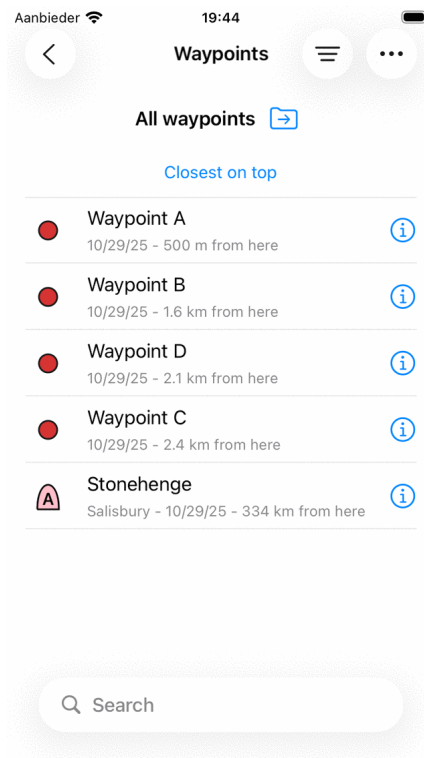 Aanbieder 19:44
Waypoints
All waypoints
Closest on top
Waypoint A
10/29/25 - 500 m from here
Waypoint B
10/29/25 - 1.6 km from here
Waypoint D
10/29/25 - 2.1 km from here
Waypoint C
10/29/25 - 2.4 km from here
A Stonehenge
Salisbury - 10/29/25 - 334 km from here
Search